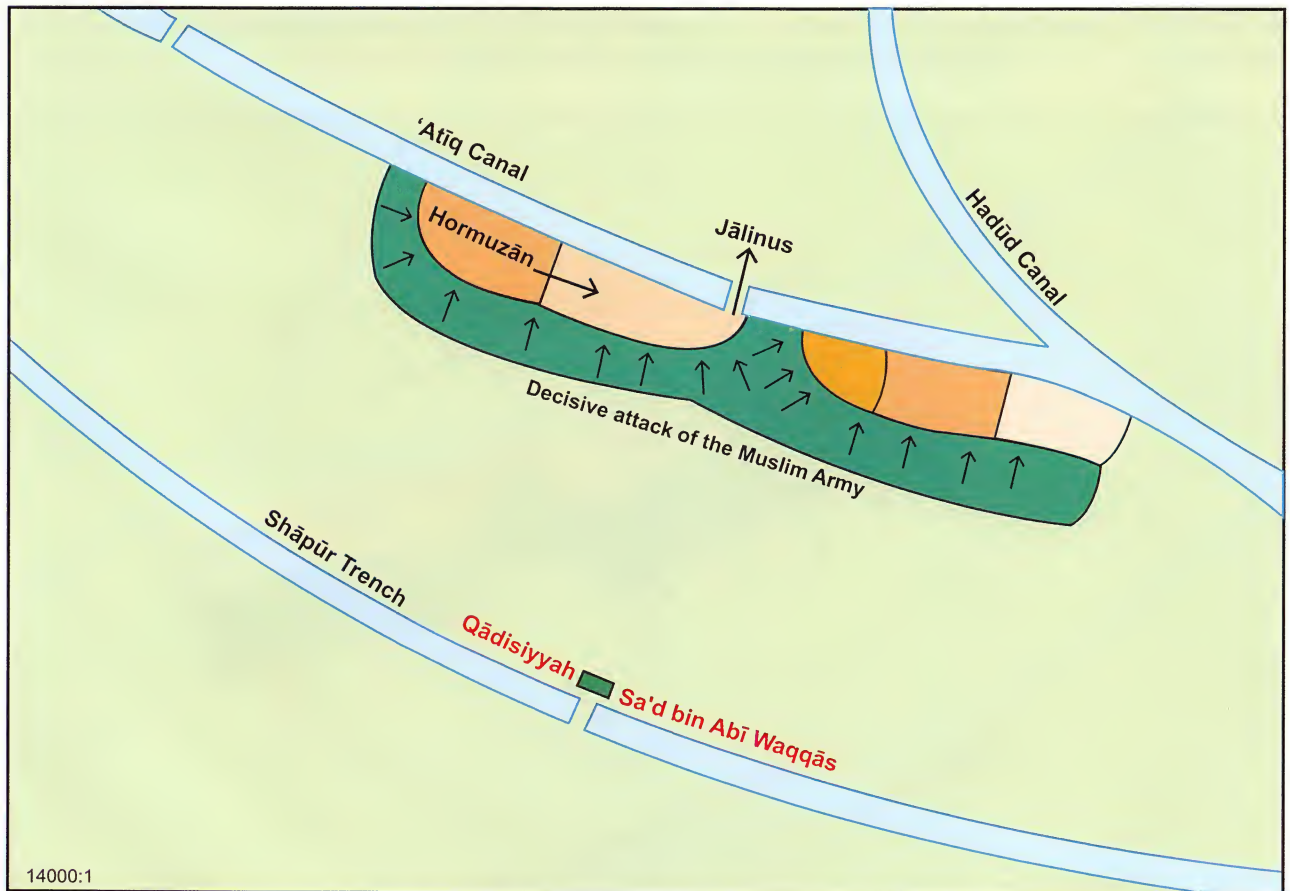 ‘Atīq Canal
Hadūd Canal
Jālinus
Hormuzān
Decisive attack of the Muslim Army
Shāpūr Trench
Qādisiyyah
Sa'd bin Abī Waqqās
14000:1